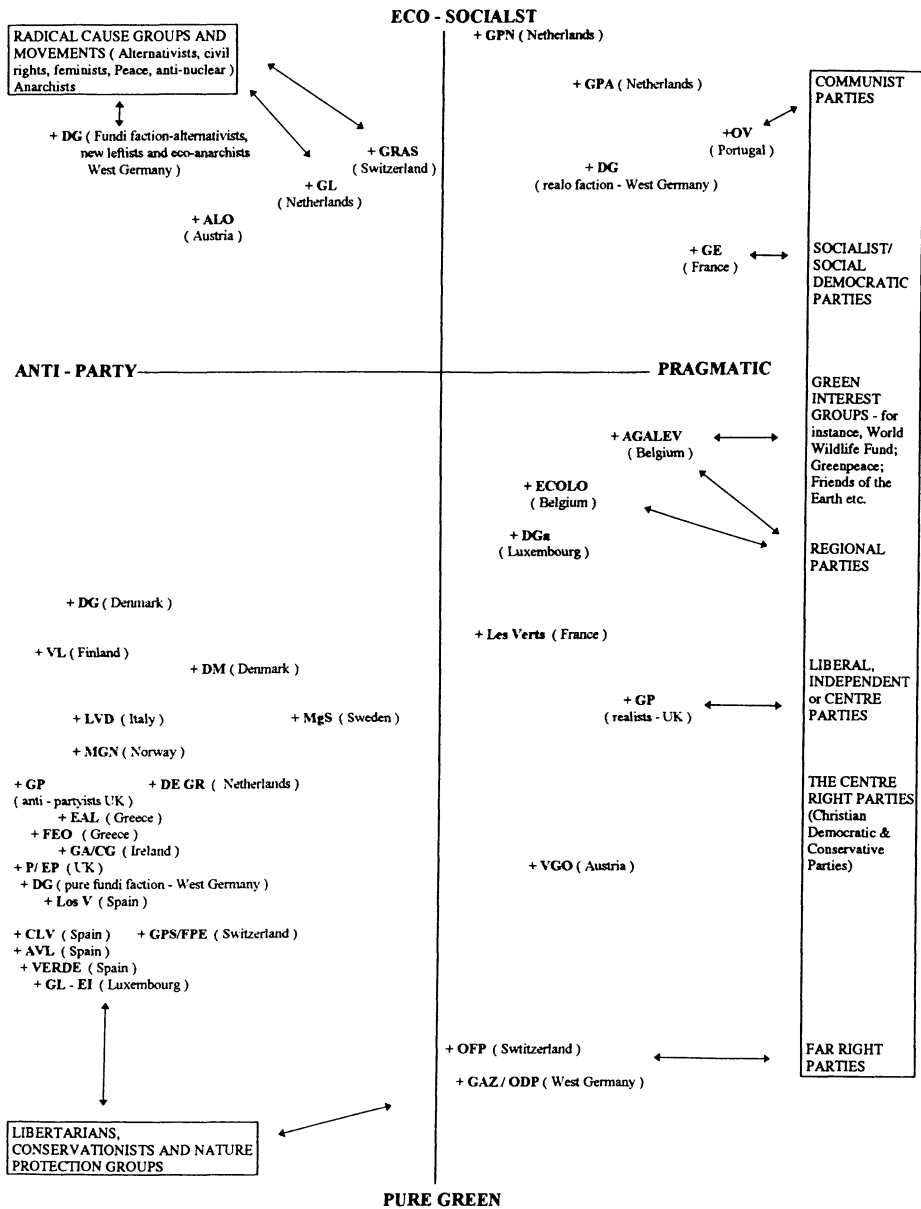 ECO - SOCIALST
RADICAL CAUSE GROUPS AND
MOVEMENTS ( Alternativists, civil
rights, feminists, Peace, anti-nuclear )
Anarchists
+ DG ( Fundi faction-alternativists,
new leftists and eco-anarchists
West Germany )
+ GRAS
( Switzerland )
+ GL
( Netherlands )
+ ALO
( Austria )
+ GPN ( Netherlands )
+ GPA ( Netherlands )
+OV
( Portugal )
+ DG
( realo faction - West Germany )
+ GE
( France )
COMMUNIST
PARTIES
SOCIALIST/
SOCIAL
DEMOCRATIC
PARTIES
ANTI - PARTY
PRAGMATIC
GREEN
INTEREST
GROUPS - for
instance, World
Wildlife Fund;
Greenpeace;
Friends of the
Earth etc.
+ AGALEV
( Belgium )
+ ECOLO
( Belgium )
+ DGa
( Luxembourg )
REGIONAL
PARTIES
+ DG ( Denmark )
+ VL ( Finland )
+ DM ( Denmark )
+ LVD ( Italy )
+ MgS ( Sweden )
+ MGN ( Norway )
+ GP
( anti - partyists UK )
+ DE GR ( Netherlands )
+ EAL ( Greece )
+ FEO ( Greece )
+ GA/CG ( Ireland )
+ P/ EP ( UK )
+ DG ( pure fundi faction - West Germany )
+ Los V ( Spain )
+ CLV ( Spain )
+ GPS/FPE ( Switzerland )
+ AVL ( Spain )
+ VERDE ( Spain )
+ GL - EI ( Luxembourg )
+ Les Verts ( France )
+ GP
( realists - UK )
LIBERAL,
INDEPENDENT
or CENTRE
PARTIES
THE CENTRE
RIGHT PARTIES
(Christian
Democratic &
Conservative
Parties)
+ VGO ( Austria )
+ OFP ( Swtitzerland )
+ GAZ / ODP ( West Germany )
FAR RIGHT
PARTIES
LIBERTARIANS,
CONSERVATIONISTS AND NATURE
PROTECTION GROUPS
PURE GREEN